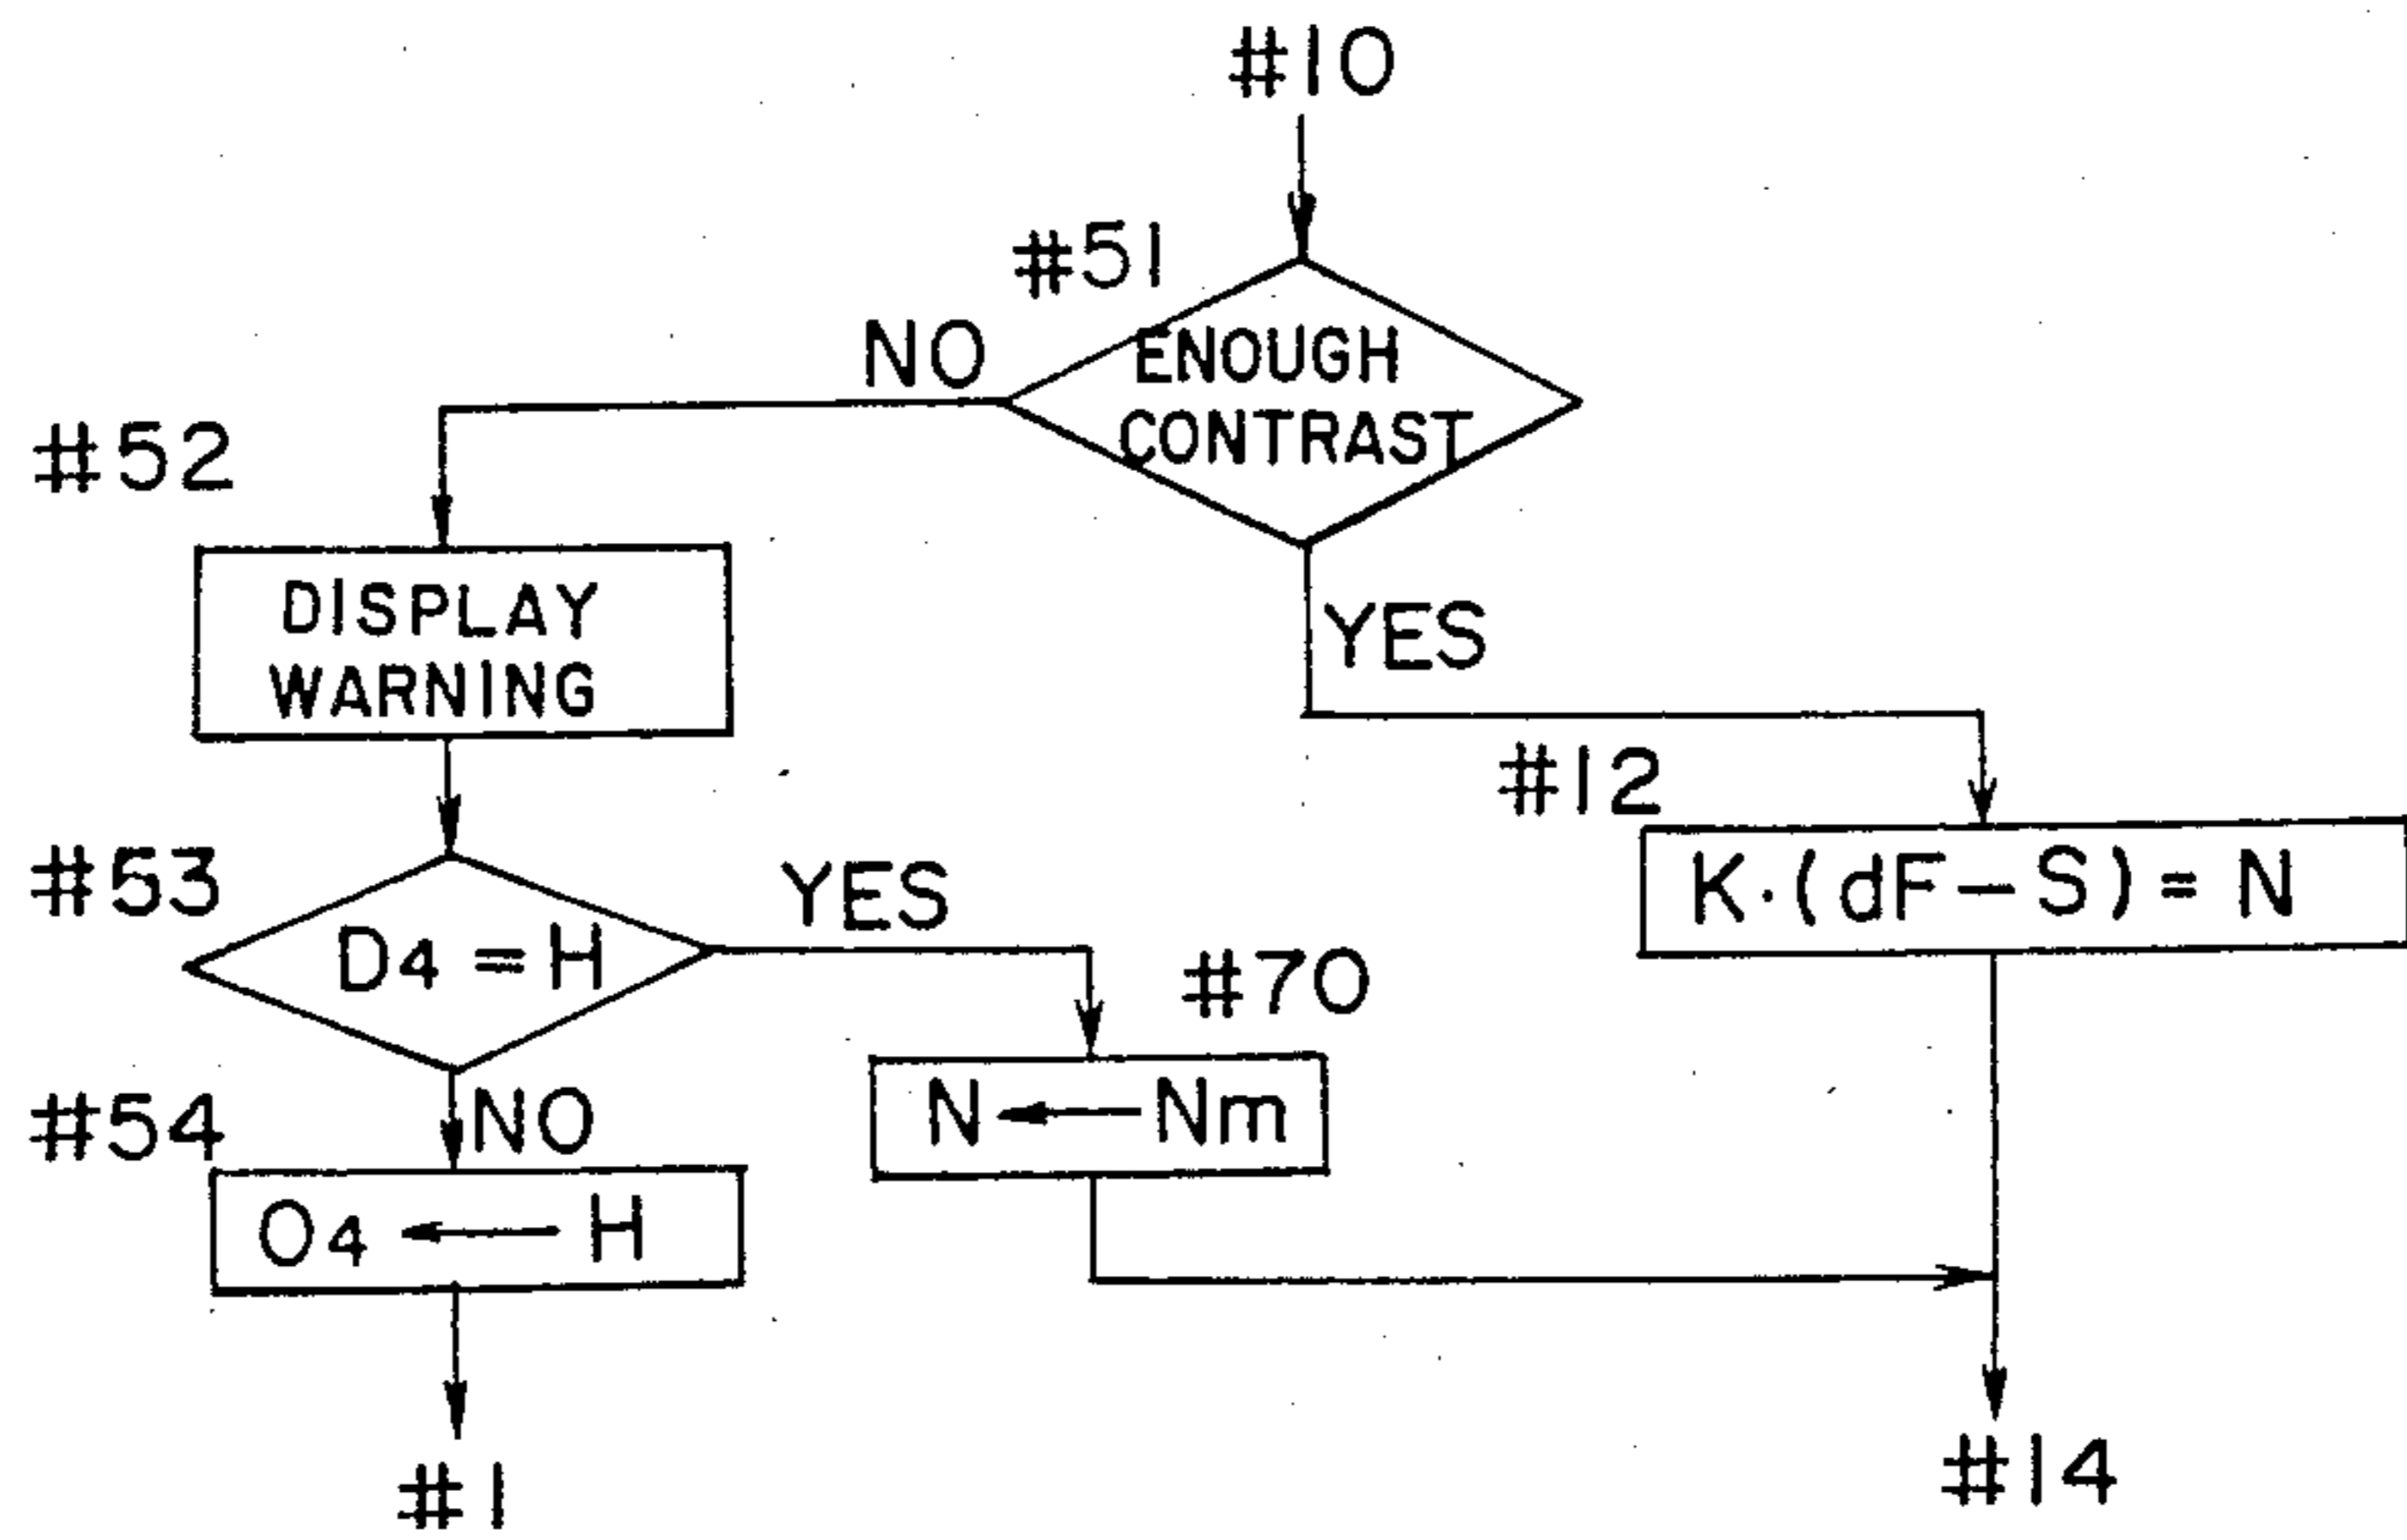 #10
#51
NO
ENOUGH
CONTRAST
#52
DISPLAY
WARNING
YES
#12
K·(dF−S)=N
#53
D4=H
YES
#70
N←Nm
#54
NO
O4←H
#1
#14